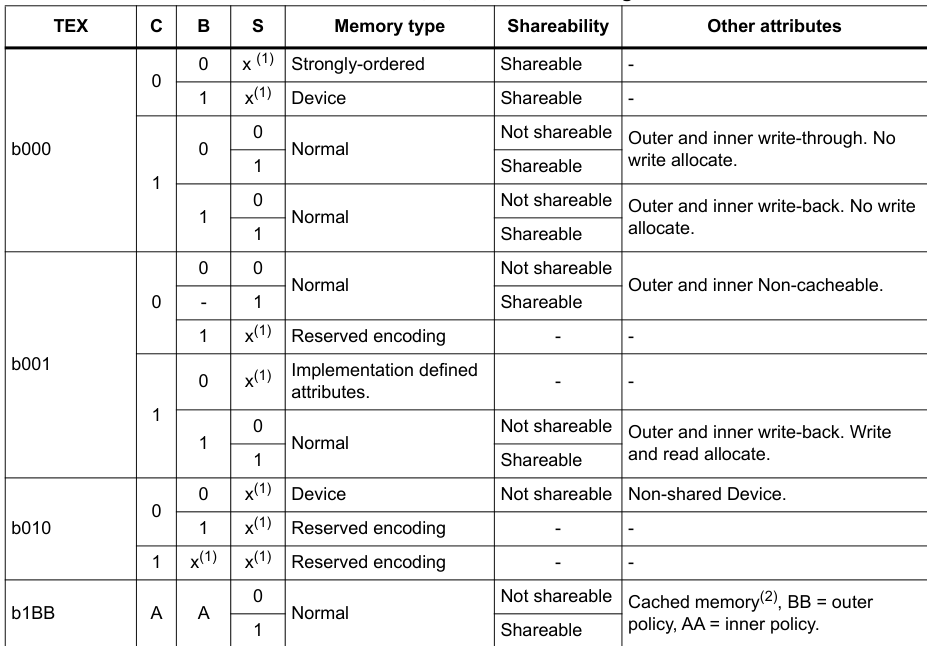 TEX C B S Memory type Shareability Other attributes
b000 0 0 x (1) Strongly-ordered Shareable -
1 x(1) Device Shareable -
1 0 0 Normal Not shareable Outer and inner write-through. No
write allocate.
1 Shareable
1 0 Normal Not shareable Outer and inner write-back. No write
allocate.
1 Shareable
b001 0 0 0 Normal Not shareable Outer and inner Non-cacheable.
- 1 Shareable
1 x(1) Reserved encoding - -
1 0 x(1) Implementation defined
attributes. - -
1 0 Normal Not shareable Outer and inner write-back. Write
and read allocate.
1 Shareable
b010 0 0 x(1) Device Not shareable Non-shared Device.
1 x(1) Reserved encoding - -
1 x(1) x(1) Reserved encoding - -
b1BB A A 0 Normal Not shareable Cached memory(2), BB = outer
policy, AA = inner policy.
1 Shareable